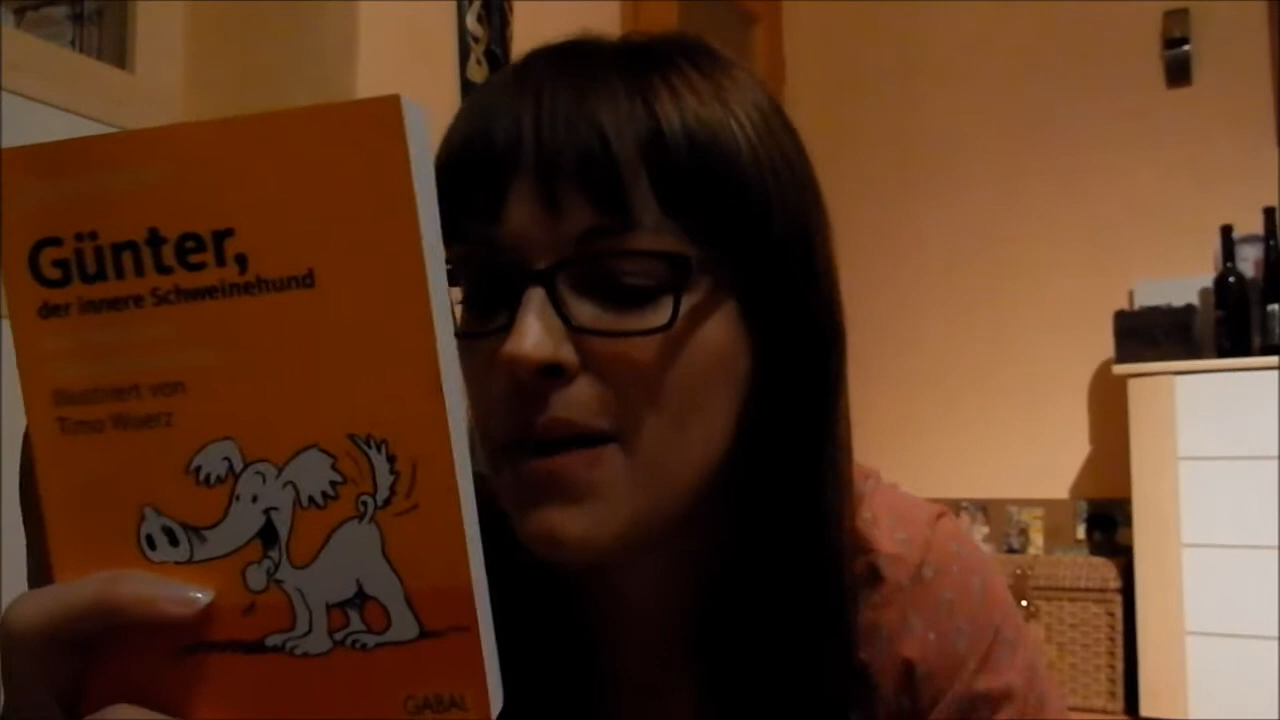 Günter,
der innere Schweinehund
Illustriert von
Timo Wuerz
GABAL